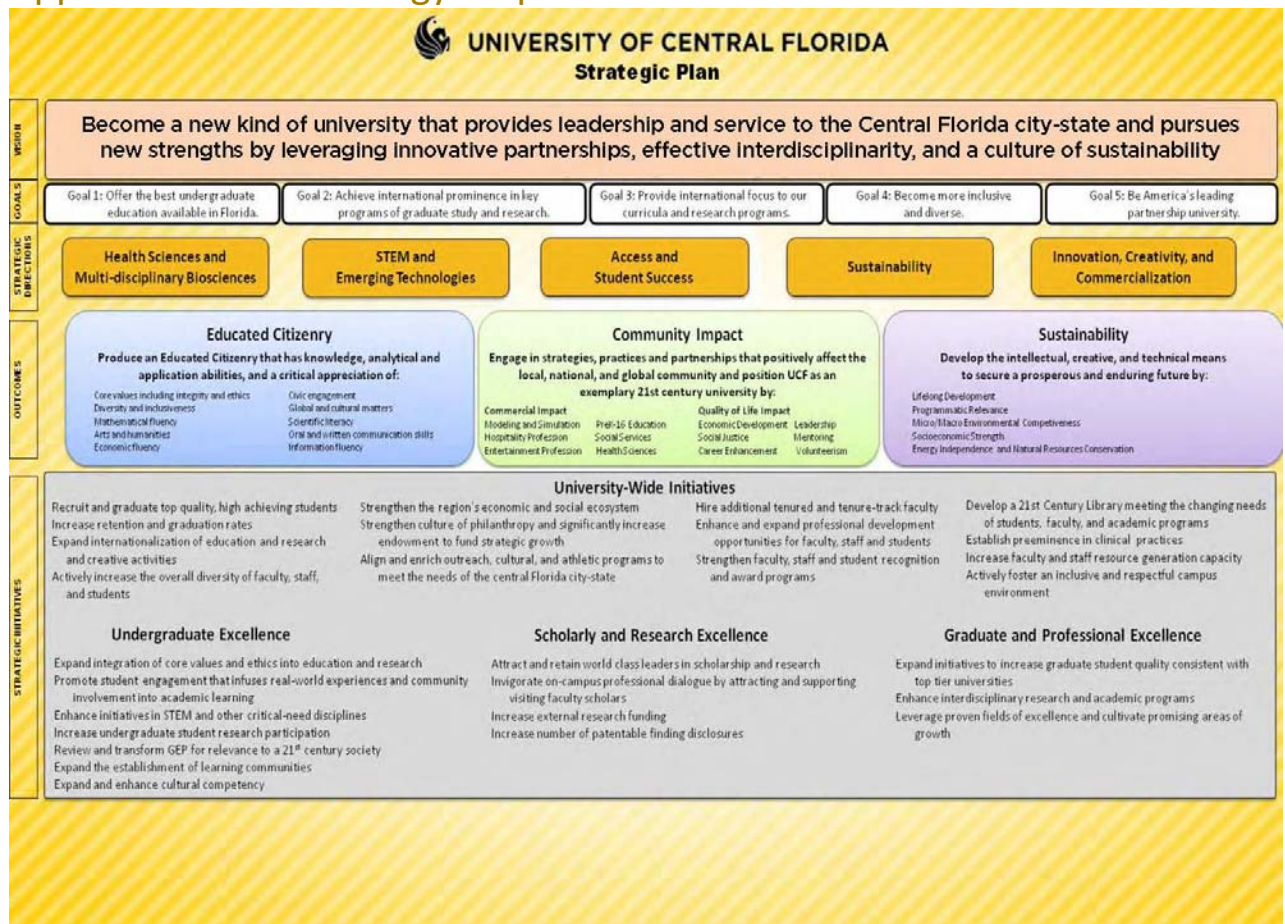 UNIVERSITY OF CENTRAL FLORIDA
Strategic Plan
VISION
Become a new kind of university that provides leadership and service to the Central Florida city-state and pursues
new strengths by leveraging innovative partnerships, effective interdisciplinarity, and a culture of sustainability
GOALS
Goal 1: Offer the best undergraduate
education available in Florida.
Goal 2: Achieve international prominence in key
programs of graduate study and research.
Goal 3: Provide international focus to our
curricula and research programs.
Goal 4: Become more inclusive
and diverse.
Goal 5: Be America's leading
partnership university.
STRATEGIC
DIRECTIONS
Health Sciences and
Multi-disciplinary Biosciences
STEM and
Emerging Technologies
Access and
Student Success
Sustainability
Innovation, Creativity, and
Commercialization
OUTCOMES
Educated Citizenry
Produce an Educated Citizenry that has knowledge, analytical and
application abilities, and a critical appreciation of:
Core values including integrity and ethics
Diversity and inclusiveness
Mathematical fluency
Arts and humanities
Economic fluency
Civic engagement
Global and cultural matters
Scientific literacy
Oral and written communication skills
Information fluency
Community Impact
Engage in strategies, practices and partnerships that positively affect the
local, national, and global community and position UCF as an
exemplary 21st century university by:
Commercial Impact
Modeling and Simulation
Hospitality Profession
Entertainment Profession
PreK-16 Education
Social Services
Health Sciences
Quality of Life Impact
Economic Development
Social Justice
Career Enhancement
Leadership
Mentoring
Volunteerism
Sustainability
Develop the intellectual, creative, and technical means
to secure a prosperous and enduring future by:
Lifelong Development
Programmatic Relevance
Micro/Macro Environmental Competiveness
Socioeconomic Strength
Energy Independence and Natural Resources Conservation
STRATEGIC INITIATIVES
University-Wide Initiatives
Recruit and graduate top quality, high achieving students
Increase retention and graduation rates
Expand internationalization of education and research
and creative activities
Actively increase the overall diversity of faculty, staff,
and students
Strengthen the region's economic and social ecosystem
Strengthen culture of philanthropy and significantly increase
endowment to fund strategic growth
Align and enrich outreach, cultural, and athletic programs to
meet the needs of the central Florida city-state
Hire additional tenured and tenure-track faculty
Enhance and expand professional development
opportunities for faculty, staff and students
Strengthen faculty, staff and student recognition
and award programs
Develop a 21st Century Library meeting the changing needs
of students, faculty, and academic programs
Establish preeminence in clinical practices
Increase faculty and staff resource generation capacity
Actively foster an inclusive and respectful campus
environment
Undergraduate Excellence
Expand integration of core values and ethics into education and research
Promote student engagement that infuses real-world experiences and community
involvement into academic learning
Enhance initiatives in STEM and other critical-need disciplines
Increase undergraduate student research participation
Review and transform GEP for relevance to a 21st century society
Expand the establishment of learning communities
Expand and enhance cultural competency
Scholarly and Research Excellence
Attract and retain world class leaders in scholarship and research
Invigorate on-campus professional dialogue by attracting and supporting
visiting faculty scholars
Increase external research funding
Increase number of patentable finding disclosures
Graduate and Professional Excellence
Expand initiatives to increase graduate student quality consistent with
top tier universities
Enhance interdisciplinary research and academic programs
Leverage proven fields of excellence and cultivate promising areas of
growth